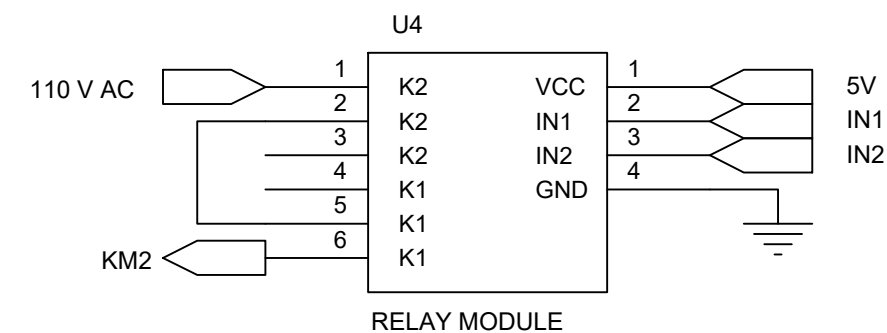 U4
110 V AC 1 K2 VCC 1 5V
2 K2 IN1 2 IN1
3 K2 IN2 3 IN2
4 K1 GND 4
5 K1
KM2 6 K1
RELAY MODULE